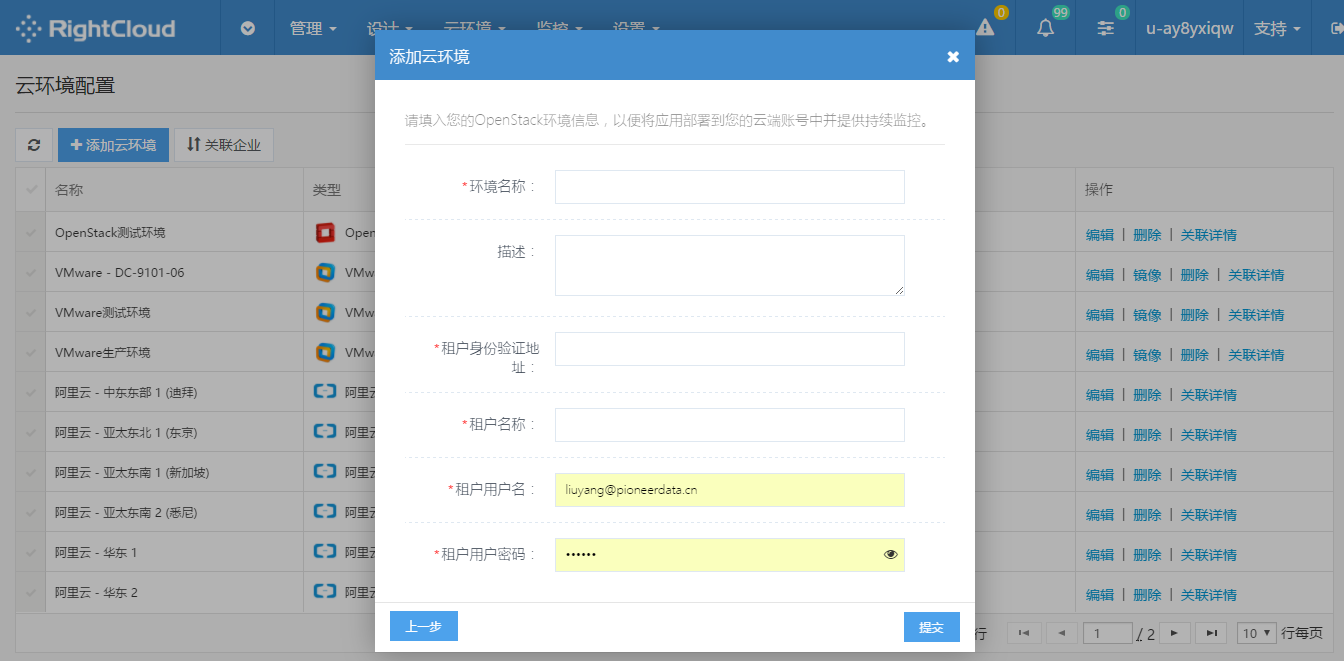 RightCloud 管理 设计 云环境 监控 设置 0 99 0 u-ay8yxiqw 支持
云环境配置
添加云环境 关联企业
名称 类型 操作
OpenStack测试环境 Open 编辑 | 删除 | 关联详情
VMware - DC-9101-06 VMw 编辑 | 镜像 | 删除 | 关联详情
VMware测试环境 VMw 编辑 | 镜像 | 删除 | 关联详情
VMware生产环境 VMw 编辑 | 镜像 | 删除 | 关联详情
阿里云 - 中东东部 1 (迪拜) 阿里云 编辑 | 删除 | 关联详情
阿里云 - 亚太东北 1 (东京) 阿里云 编辑 | 删除 | 关联详情
阿里云 - 亚太东南 1 (新加坡) 阿里云 编辑 | 删除 | 关联详情
阿里云 - 亚太东南 2 (悉尼) 阿里云 编辑 | 删除 | 关联详情
阿里云 - 华东 1 阿里云 编辑 | 删除 | 关联详情
阿里云 - 华东 2 阿里云 编辑 | 删除 | 关联详情
行 1 / 2 10 行每页
添加云环境
请填入您的OpenStack环境信息，以便将应用部署到您的云端账号中并提供持续监控。
*环境名称：
描述：
*租户身份验证地
址：
*租户名称：
*租户用户名： liuyang@pioneerdata.cn
*租户用户密码： ••••••
上一步 提交